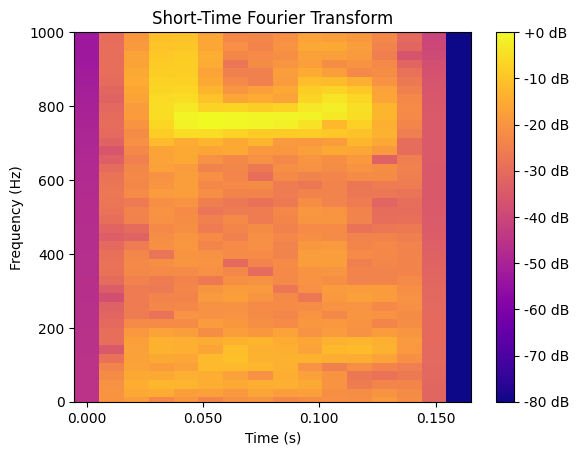 Short-Time Fourier Transform
1000
800
600
400
200
0
Frequency (Hz)
0.000
0.050
0.100
0.150
Time (s)
+0 dB
-10 dB
-20 dB
-30 dB
-40 dB
-50 dB
-60 dB
-70 dB
-80 dB